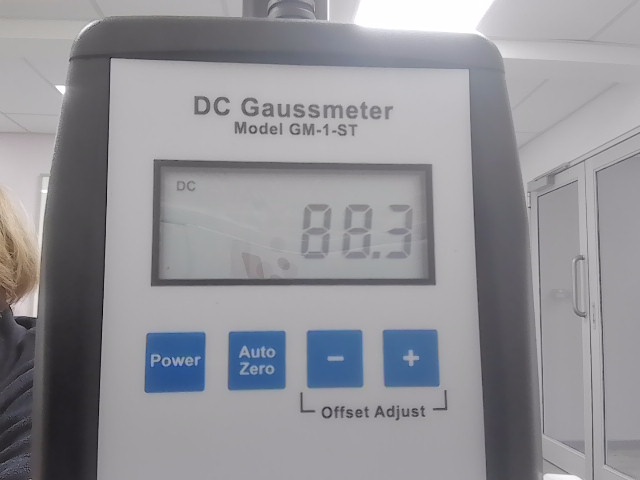 DC Gaussmeter
Model GM-1-ST
DC
88.3
Power
Auto
Zero
-
+
Offset Adjust